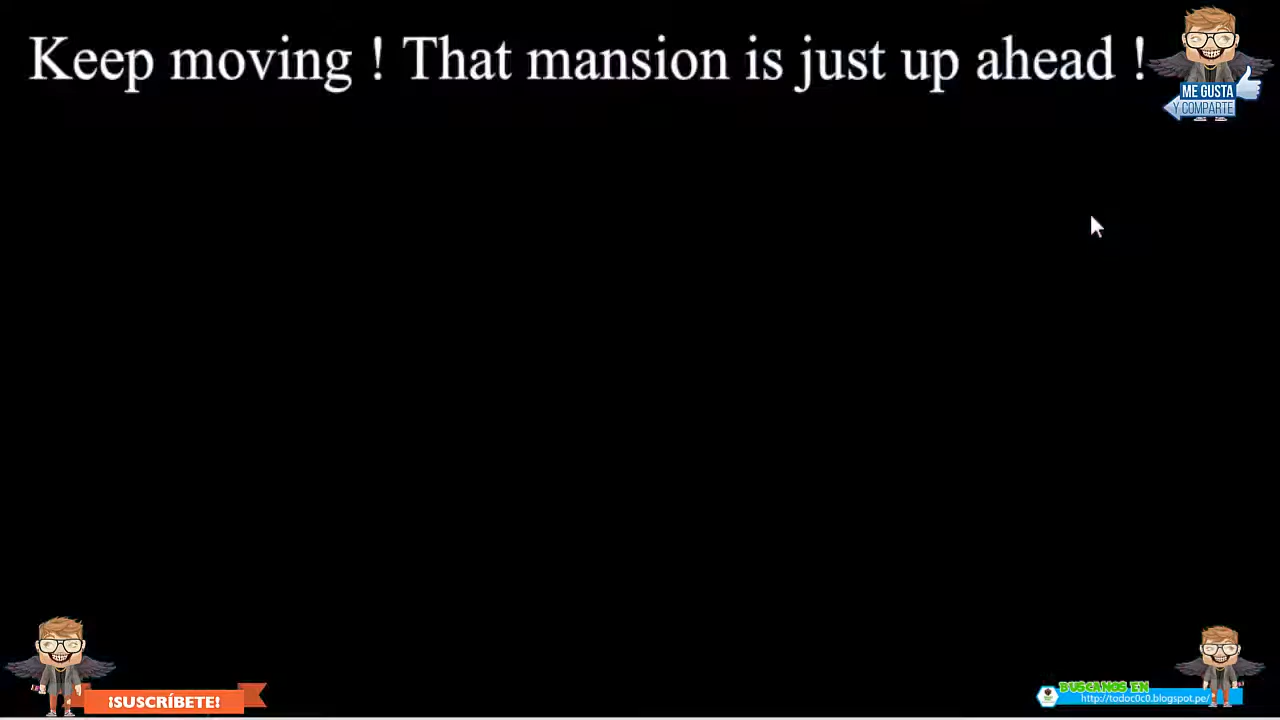 Keep moving ! That mansion is just up ahead !
ME GUSTA
Y COMPARTE
¡SUSCRÍBETE!
BUSCANOS EN
http://todoc0c0.blogspot.pe/